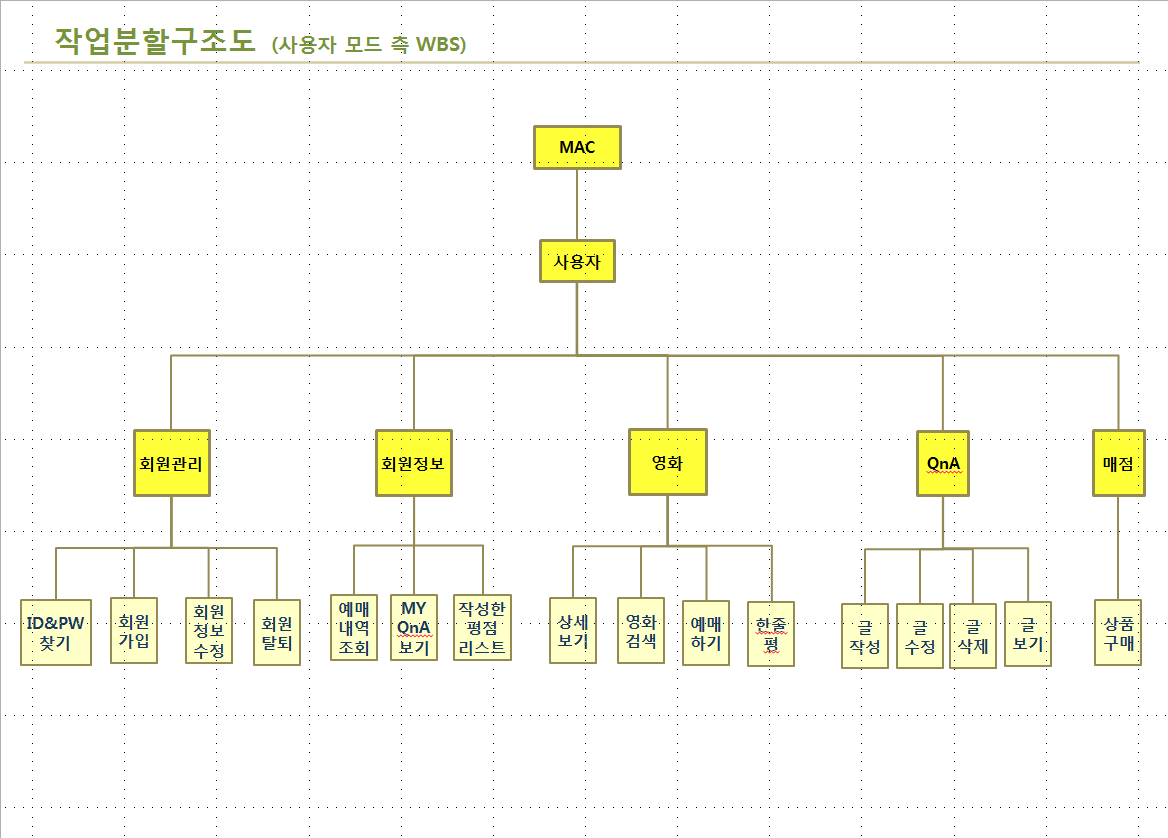 작업분할구조도 (사용자 모드 측 WBS)
MAC
사용자
회원관리
회원정보
영화
QnA
매점
ID&PW
찾기
회원
가입
회원
정보
수정
회원
탈퇴
예매
내역
조회
MY
QnA
보기
작성한
평점
리스트
상세
보기
영화
검색
예매
하기
한줄
평
글
작성
글
수정
글
삭제
글
보기
상품
구매